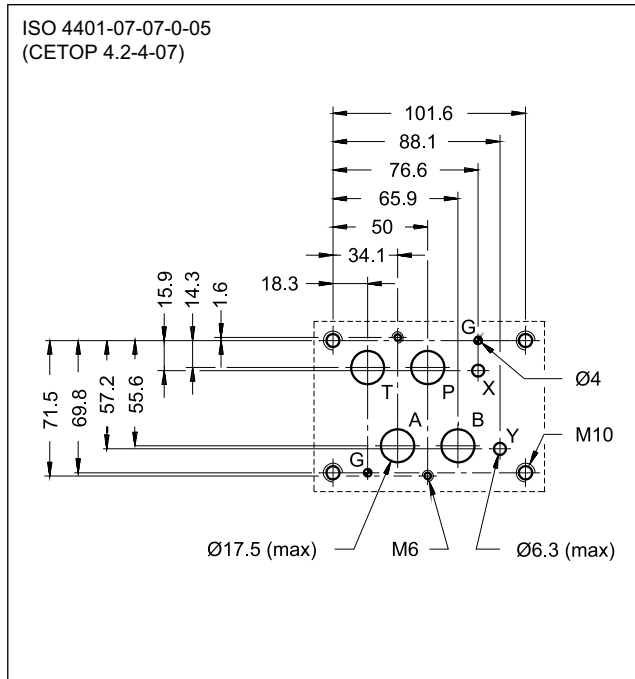 ISO 4401-07-07-0-05
(CETOP 4.2-4-07)
101.6
88.1
76.6
65.9
50
34.1
18.3
15.9
14.3
1.6
G
Ø4
T
P
X
71.5
69.8
57.2
55.6
A
B
Y
M10
G
Ø17.5 (max)
M6
Ø6.3 (max)